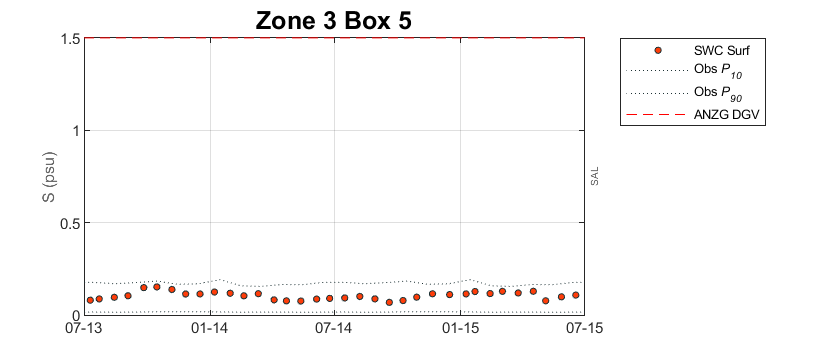 Zone 3 Box 5
1.5
1
0.5
0
S (psu)
07-13
01-14
07-14
01-15
07-15
SAL
SWC Surf
Obs P10
Obs P90
ANZG DGV